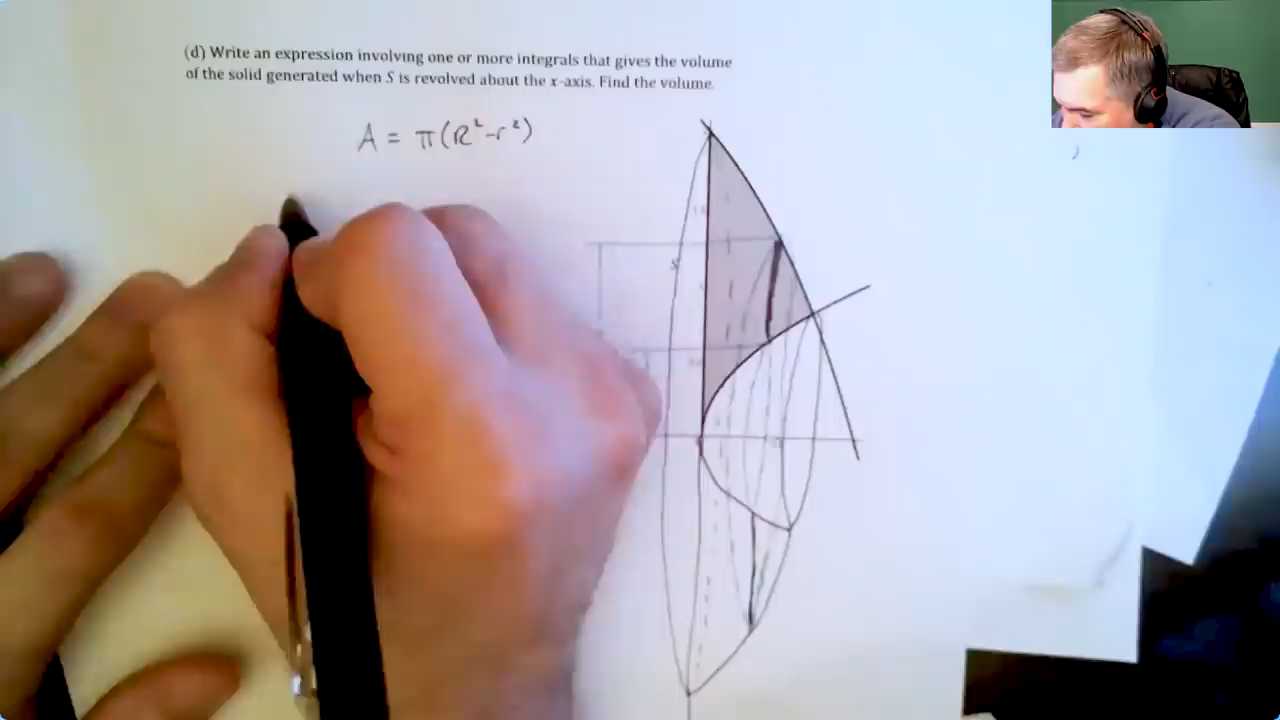 (d) Write an expression involving one or more integrals that gives the volume
of the solid generated when S is revolved about the x-axis. Find the volume.
A = π(R²-r²)